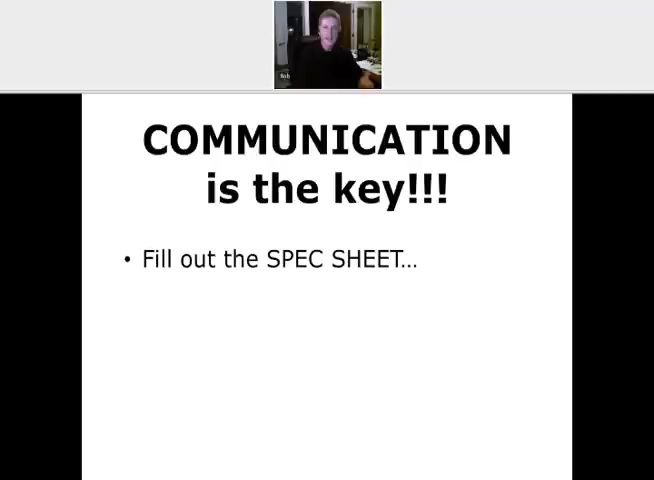 COMMUNICATION
is the key!!!
• Fill out the SPEC SHEET...